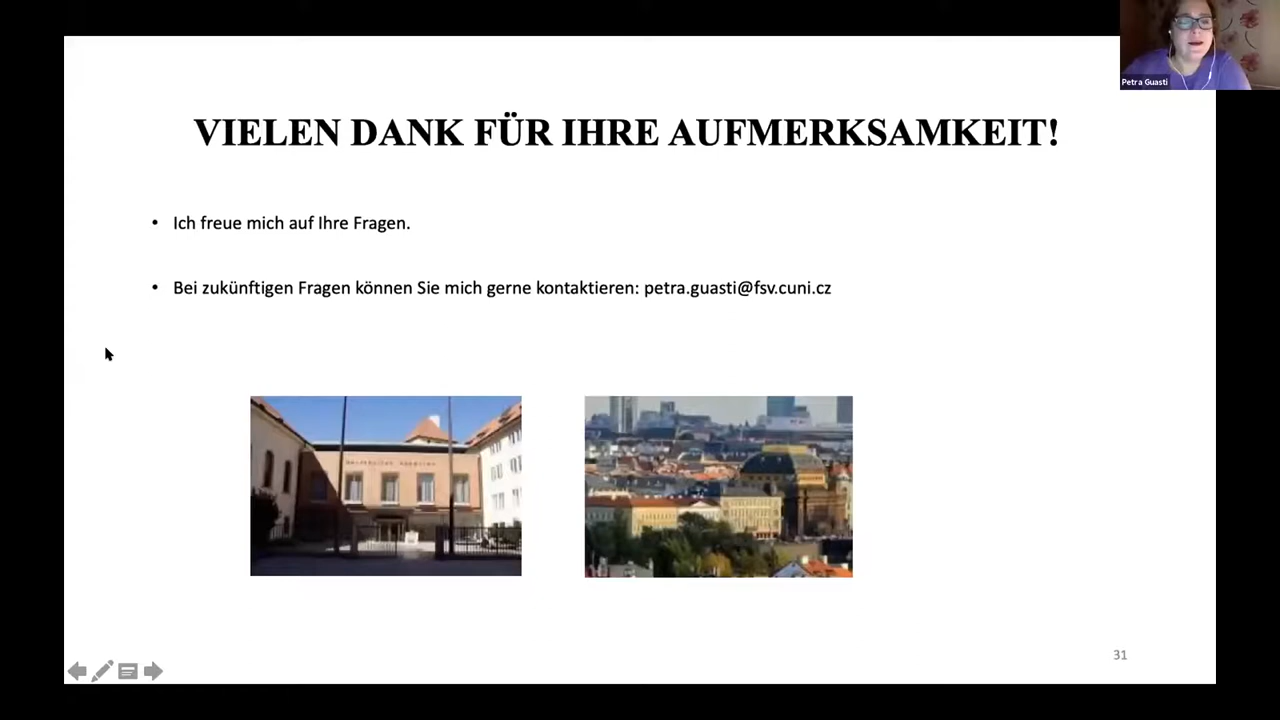 Petra Guasti
VIELEN DANK FÜR IHRE AUFMERKSAMKEIT!
• Ich freue mich auf Ihre Fragen.
• Bei zukünftigen Fragen können Sie mich gerne kontaktieren: petra.guasti@fsv.cuni.cz
31